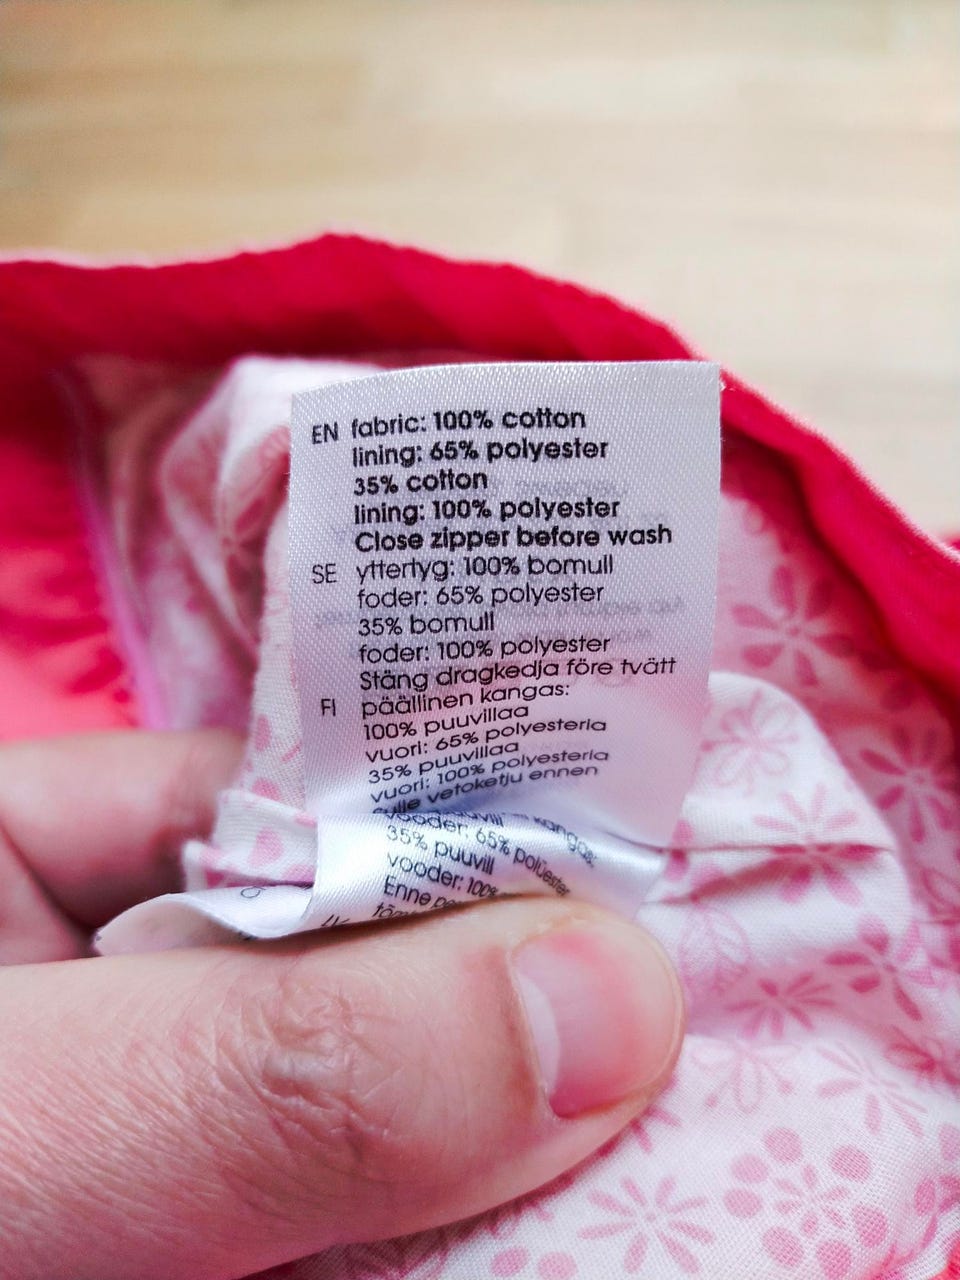 EN fabric: 100% cotton
lining: 65% polyester
35% cotton
lining: 100% polyester
Close zipper before wash
SE yttertyg: 100% bomull
foder: 65% polyester
35% bomull
foder: 100% polyester
Stäng dragkedja före tvätt
FI päällinen kangas:
100% puuvillaa
vuori: 65% polyesteria
35% puuvillaa
vuori: 100% polyesteria
vetoketju ennen
kangas:
vooder: 65% polüester
35% puuvill
vooder: 100%
Enne